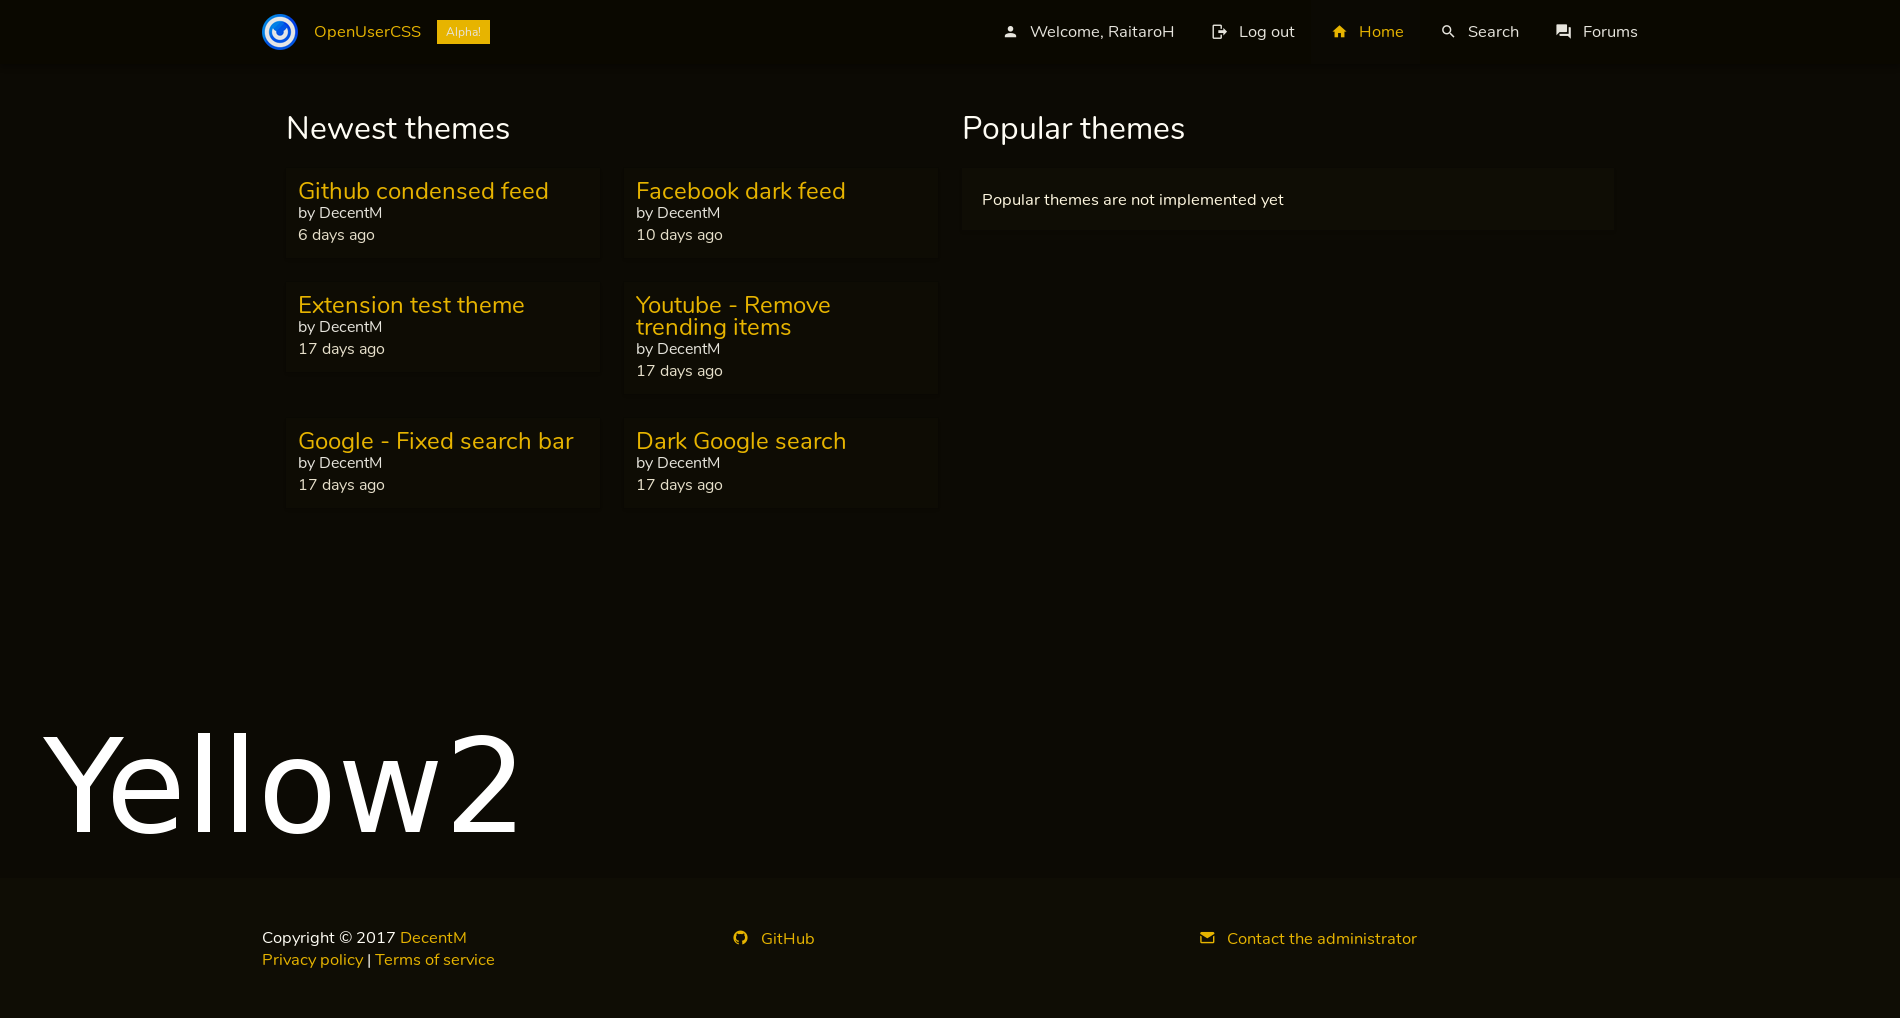 OpenUserCSS Alpha! Welcome, RaitaroH Log out Home Search Forums
Newest themes
Github condensed feed
by DecentM
6 days ago
Facebook dark feed
by DecentM
10 days ago
Extension test theme
by DecentM
17 days ago
Youtube - Remove
trending items
by DecentM
17 days ago
Google - Fixed search bar
by DecentM
17 days ago
Dark Google search
by DecentM
17 days ago
Popular themes
Popular themes are not implemented yet
Yellow2
Copyright © 2017 DecentM
Privacy policy | Terms of service
GitHub
Contact the administrator